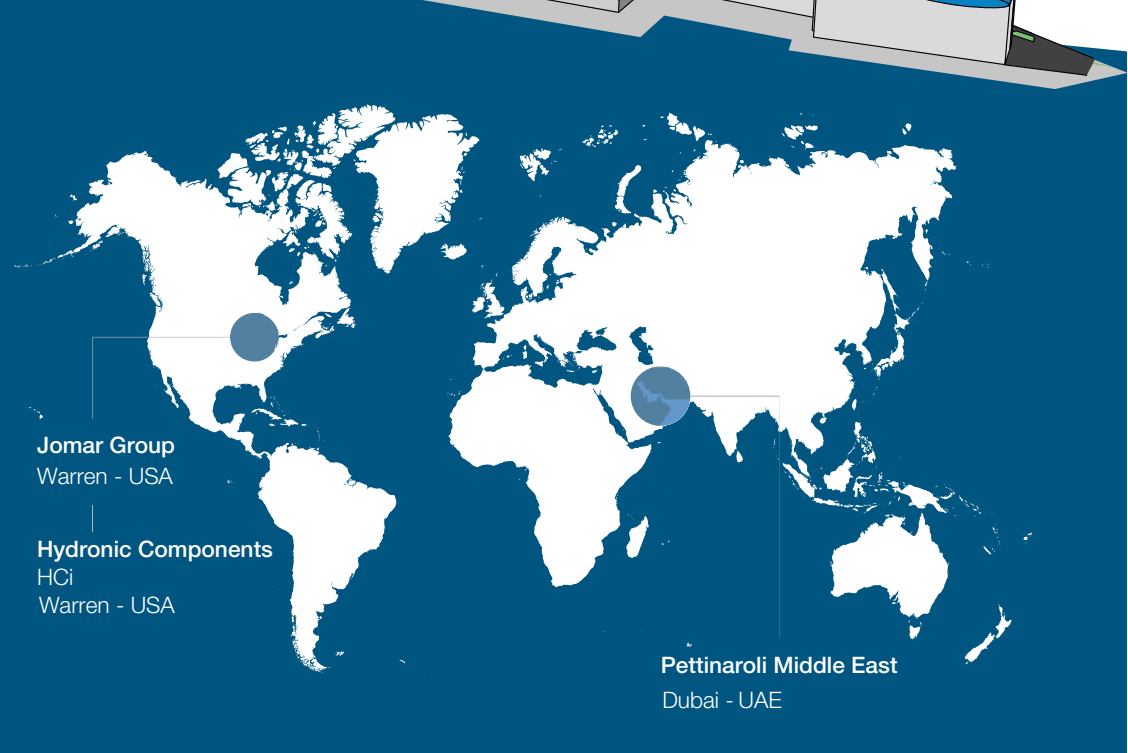 Jomar Group
Warren - USA
Hydronic Components
HCi
Warren - USA
Pettinaroli Middle East
Dubai - UAE